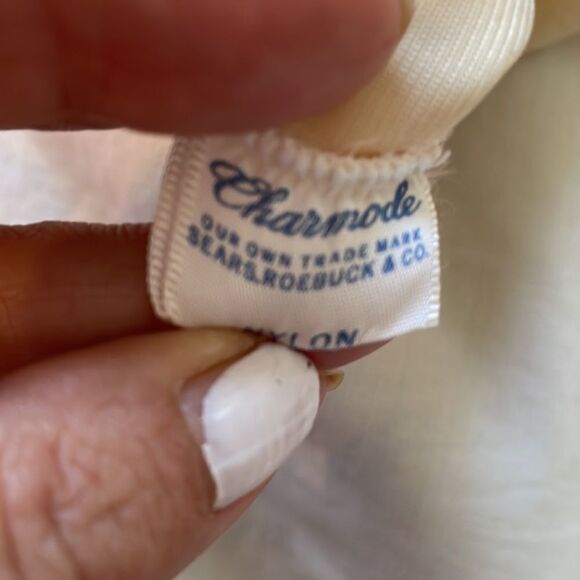 Charmode
OUR OWN TRADE MARK
SEARS, ROEBUCK & CO.
NYLON